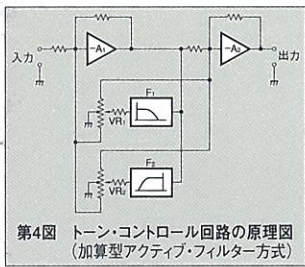 入力
-A₁
-A₂
出力
F₁
VR₁
F₂
VR₂
第4図 トーン・コントロール回路の原理図
(加算型アクティブ・フィルター方式)